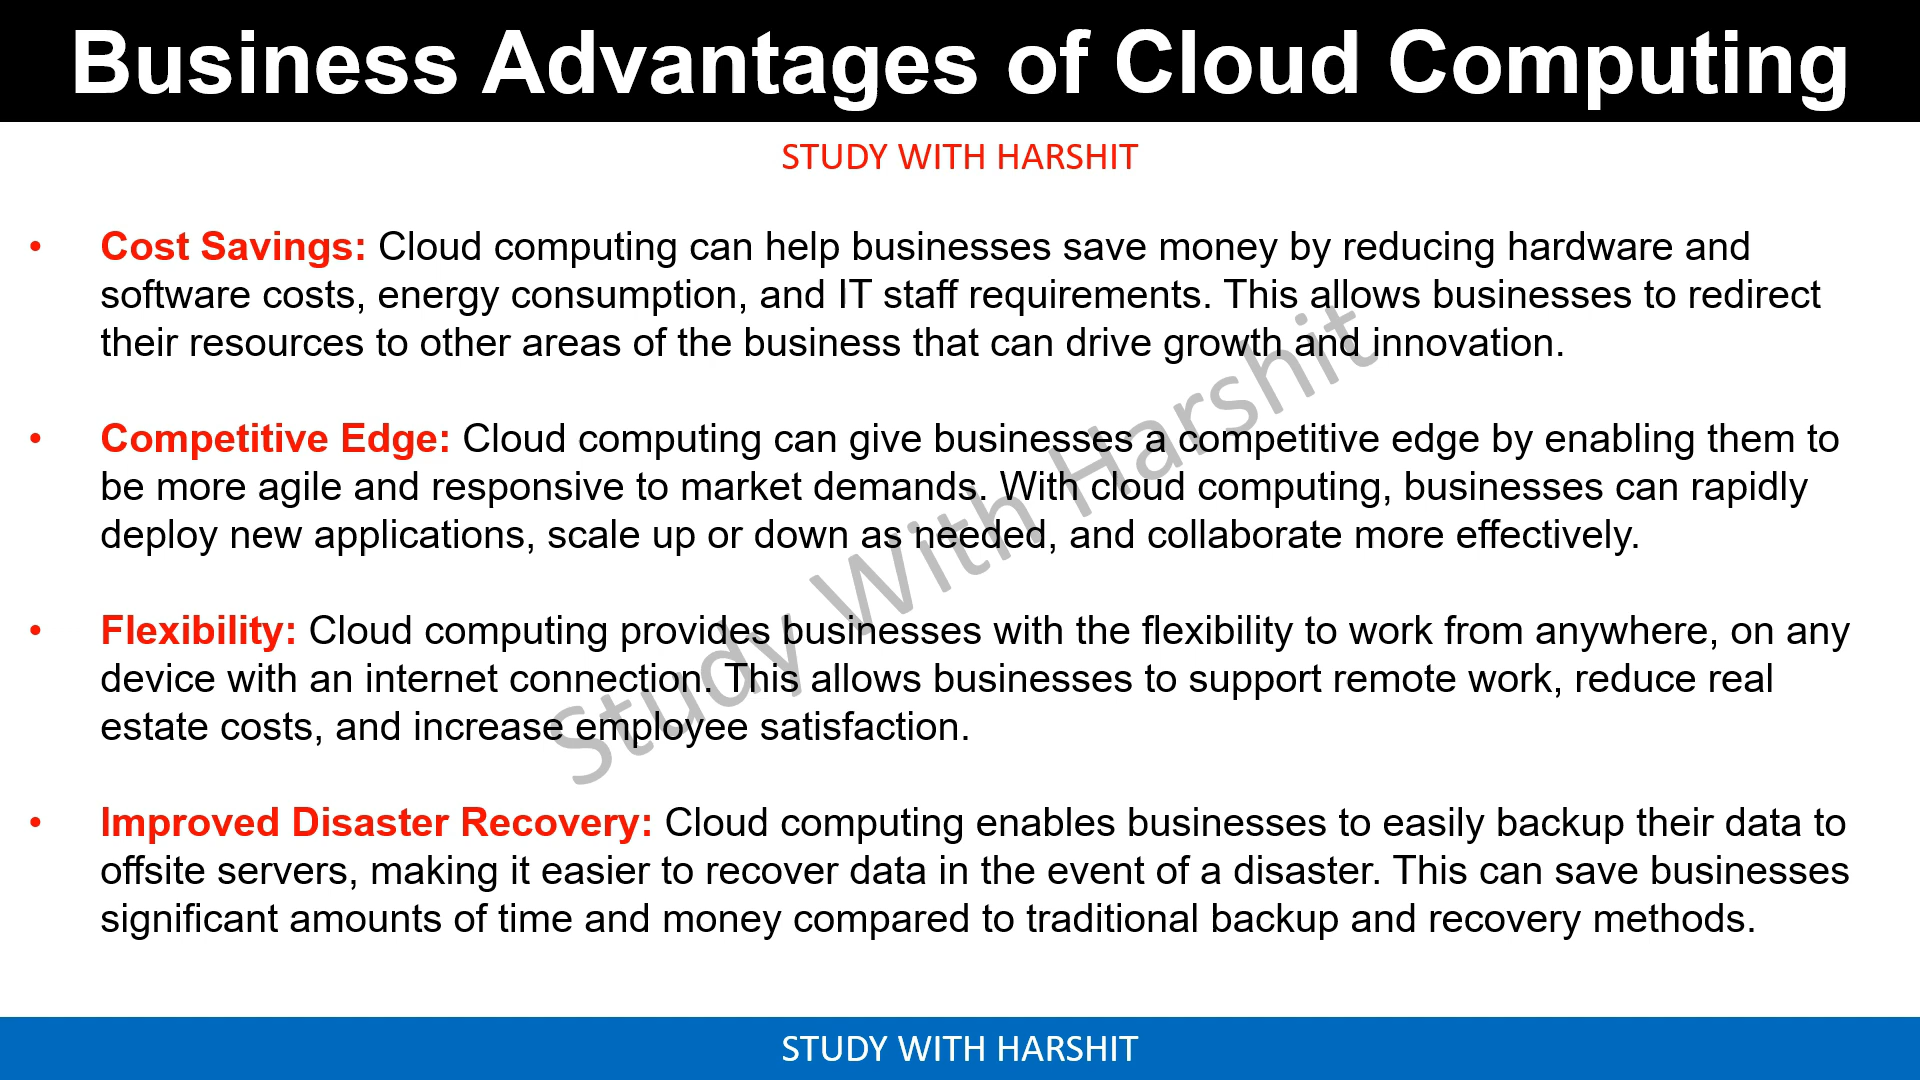 Business Advantages of Cloud Computing
STUDY WITH HARSHIT
• Cost Savings: Cloud computing can help businesses save money by reducing hardware and
software costs, energy consumption, and IT staff requirements. This allows businesses to redirect
their resources to other areas of the business that can drive growth and innovation.
• Competitive Edge: Cloud computing can give businesses a competitive edge by enabling them to
be more agile and responsive to market demands. With cloud computing, businesses can rapidly
deploy new applications, scale up or down as needed, and collaborate more effectively.
• Flexibility: Cloud computing provides businesses with the flexibility to work from anywhere, on any
device with an internet connection. This allows businesses to support remote work, reduce real
estate costs, and increase employee satisfaction.
• Improved Disaster Recovery: Cloud computing enables businesses to easily backup their data to
offsite servers, making it easier to recover data in the event of a disaster. This can save businesses
significant amounts of time and money compared to traditional backup and recovery methods.
Study With Harshit
STUDY WITH HARSHIT